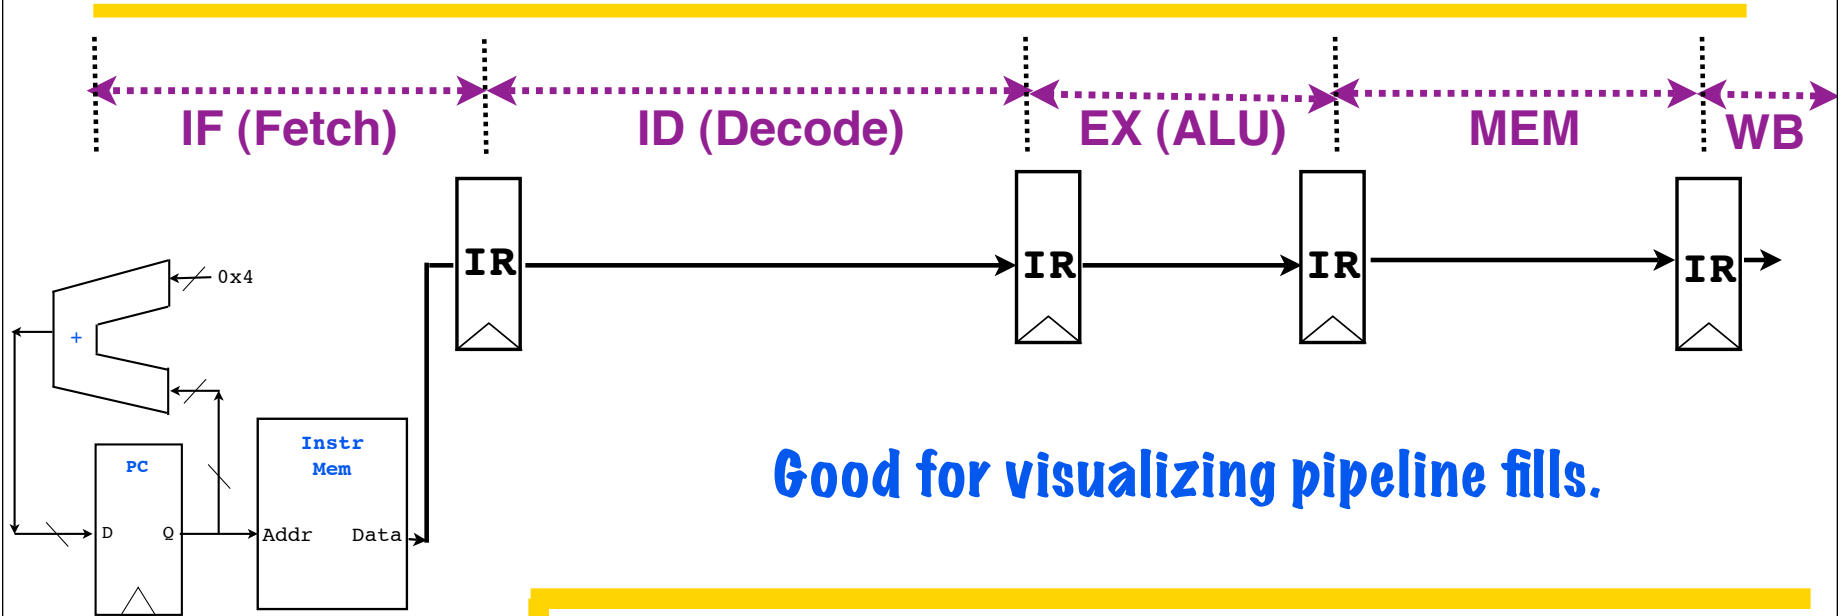 IF (Fetch)
ID (Decode)
EX (ALU)
MEM
WB
IR
IR
IR
IR
0x4
+
PC
D
Q
Instr
Mem
Addr
Data
Good for visualizing pipeline fills.